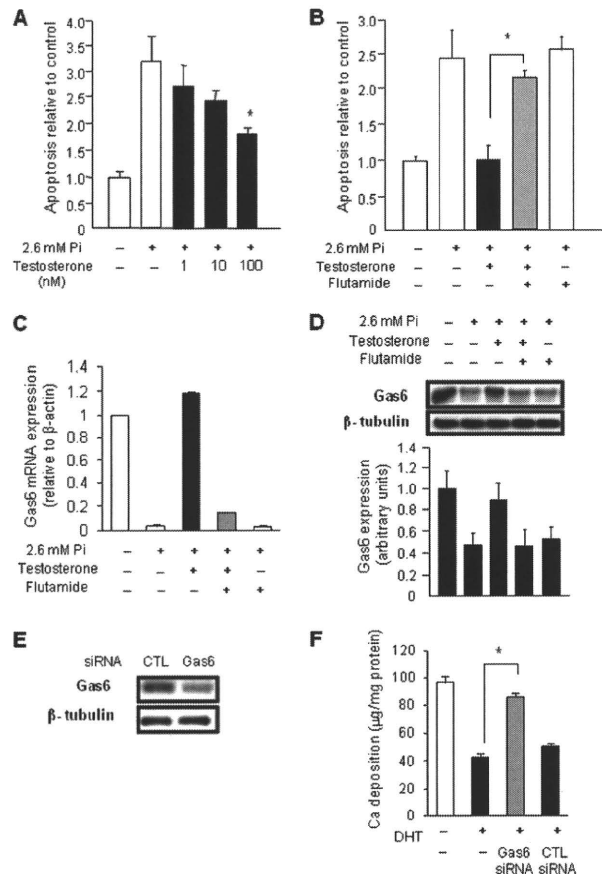 A
Apoptosis relative to control
4.0
3.5
3.0
2.5
2.0
1.5
1.0
0.5
0
*
2.6 mM Pi – + + + +
Testosterone (nM) – – 1 10 100
B
Apoptosis relative to control
3.0
2.5
2.0
1.5
1.0
0.5
0
*
2.6 mM Pi – + + + +
Testosterone – – + + –
Flutamide – – – + +
C
Gas6 mRNA expression
(relative to β-actin)
1.4
1.2
1
0.8
0.6
0.4
0.2
0
2.6 mM Pi – + + + +
Testosterone – – + + –
Flutamide – – – + +
D
2.6 mM Pi – + + + +
Testosterone – – + + –
Flutamide – – – + +
Gas6
β- tubulin
Gas6 expression
(arbitrary units)
1.4
1.2
1.0
0.8
0.6
0.4
0
E
siRNA CTL Gas6
Gas6
β- tubulin
F
Ca deposition (µg/mg protein)
120
100
80
60
40
20
0
*
DHT – + + +
– – Gas6 siRNA CTL siRNA